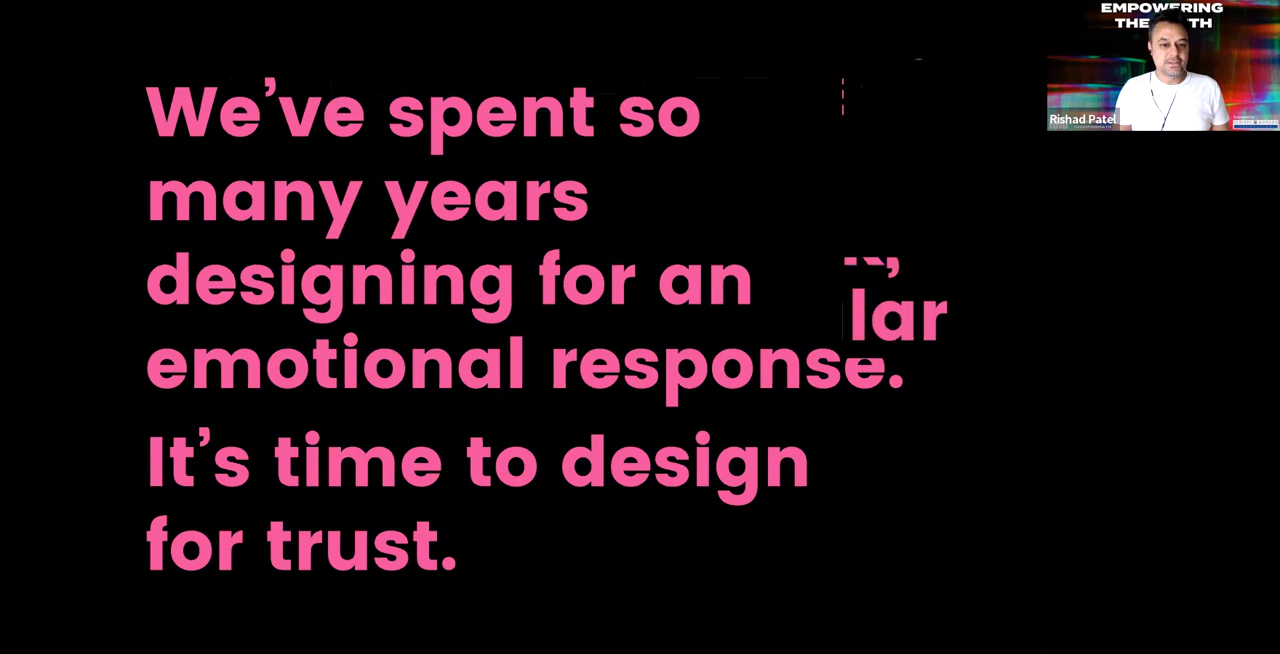 We've spent so
many years
designing for an
lar
emotional response.
It's time to design
for trust.
EMPOWERING
Rishad Patel